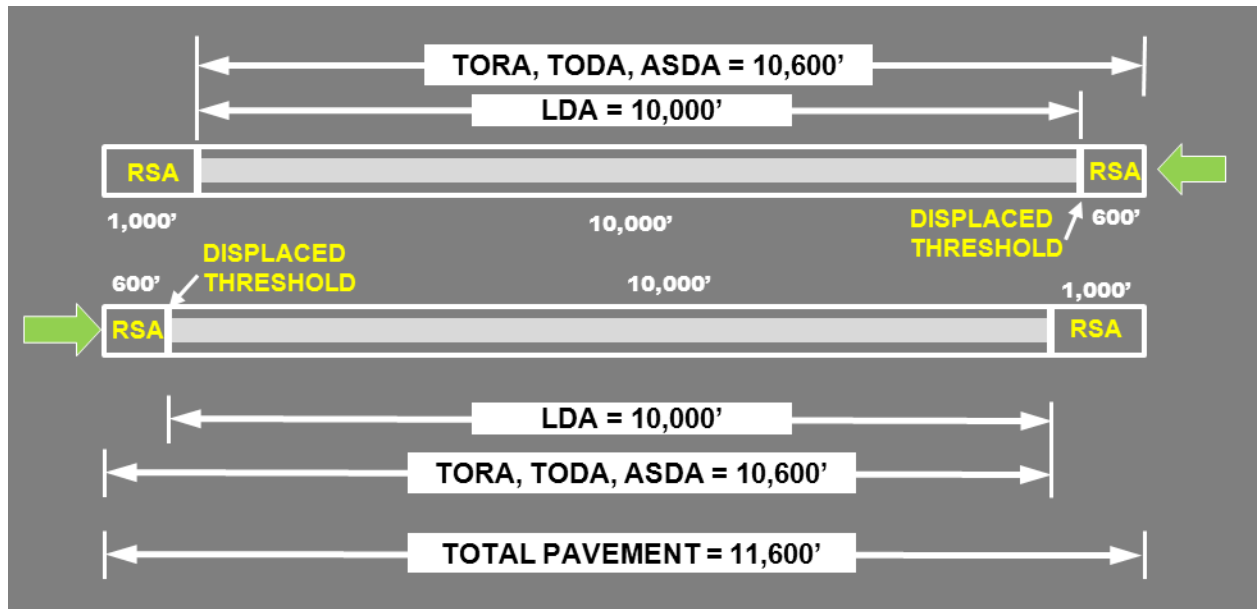 TORA, TODA, ASDA = 10,600’
LDA = 10,000’
RSA
RSA
1,000’
10,000’
DISPLACED
THRESHOLD
600’
600’
DISPLACED
THRESHOLD
10,000’
1,000’
RSA
RSA
LDA = 10,000’
TORA, TODA, ASDA = 10,600’
TOTAL PAVEMENT = 11,600’